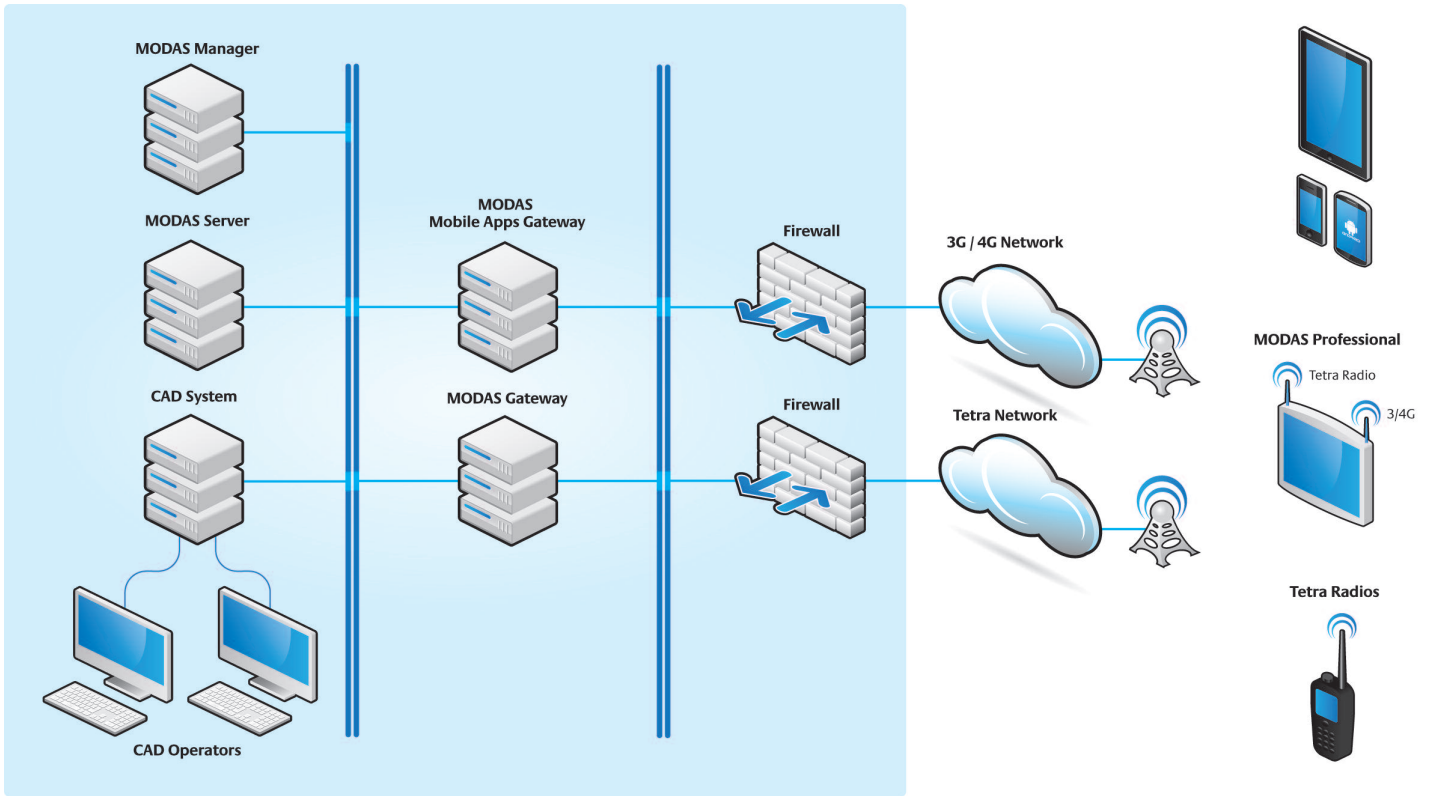 MODAS Manager
MODAS Server
CAD System
CAD Operators
MODAS
Mobile Apps Gateway
MODAS Gateway
Firewall
Firewall
3G / 4G Network
Tetra Network
MODAS Professional
Tetra Radio
3/4G
Tetra Radios